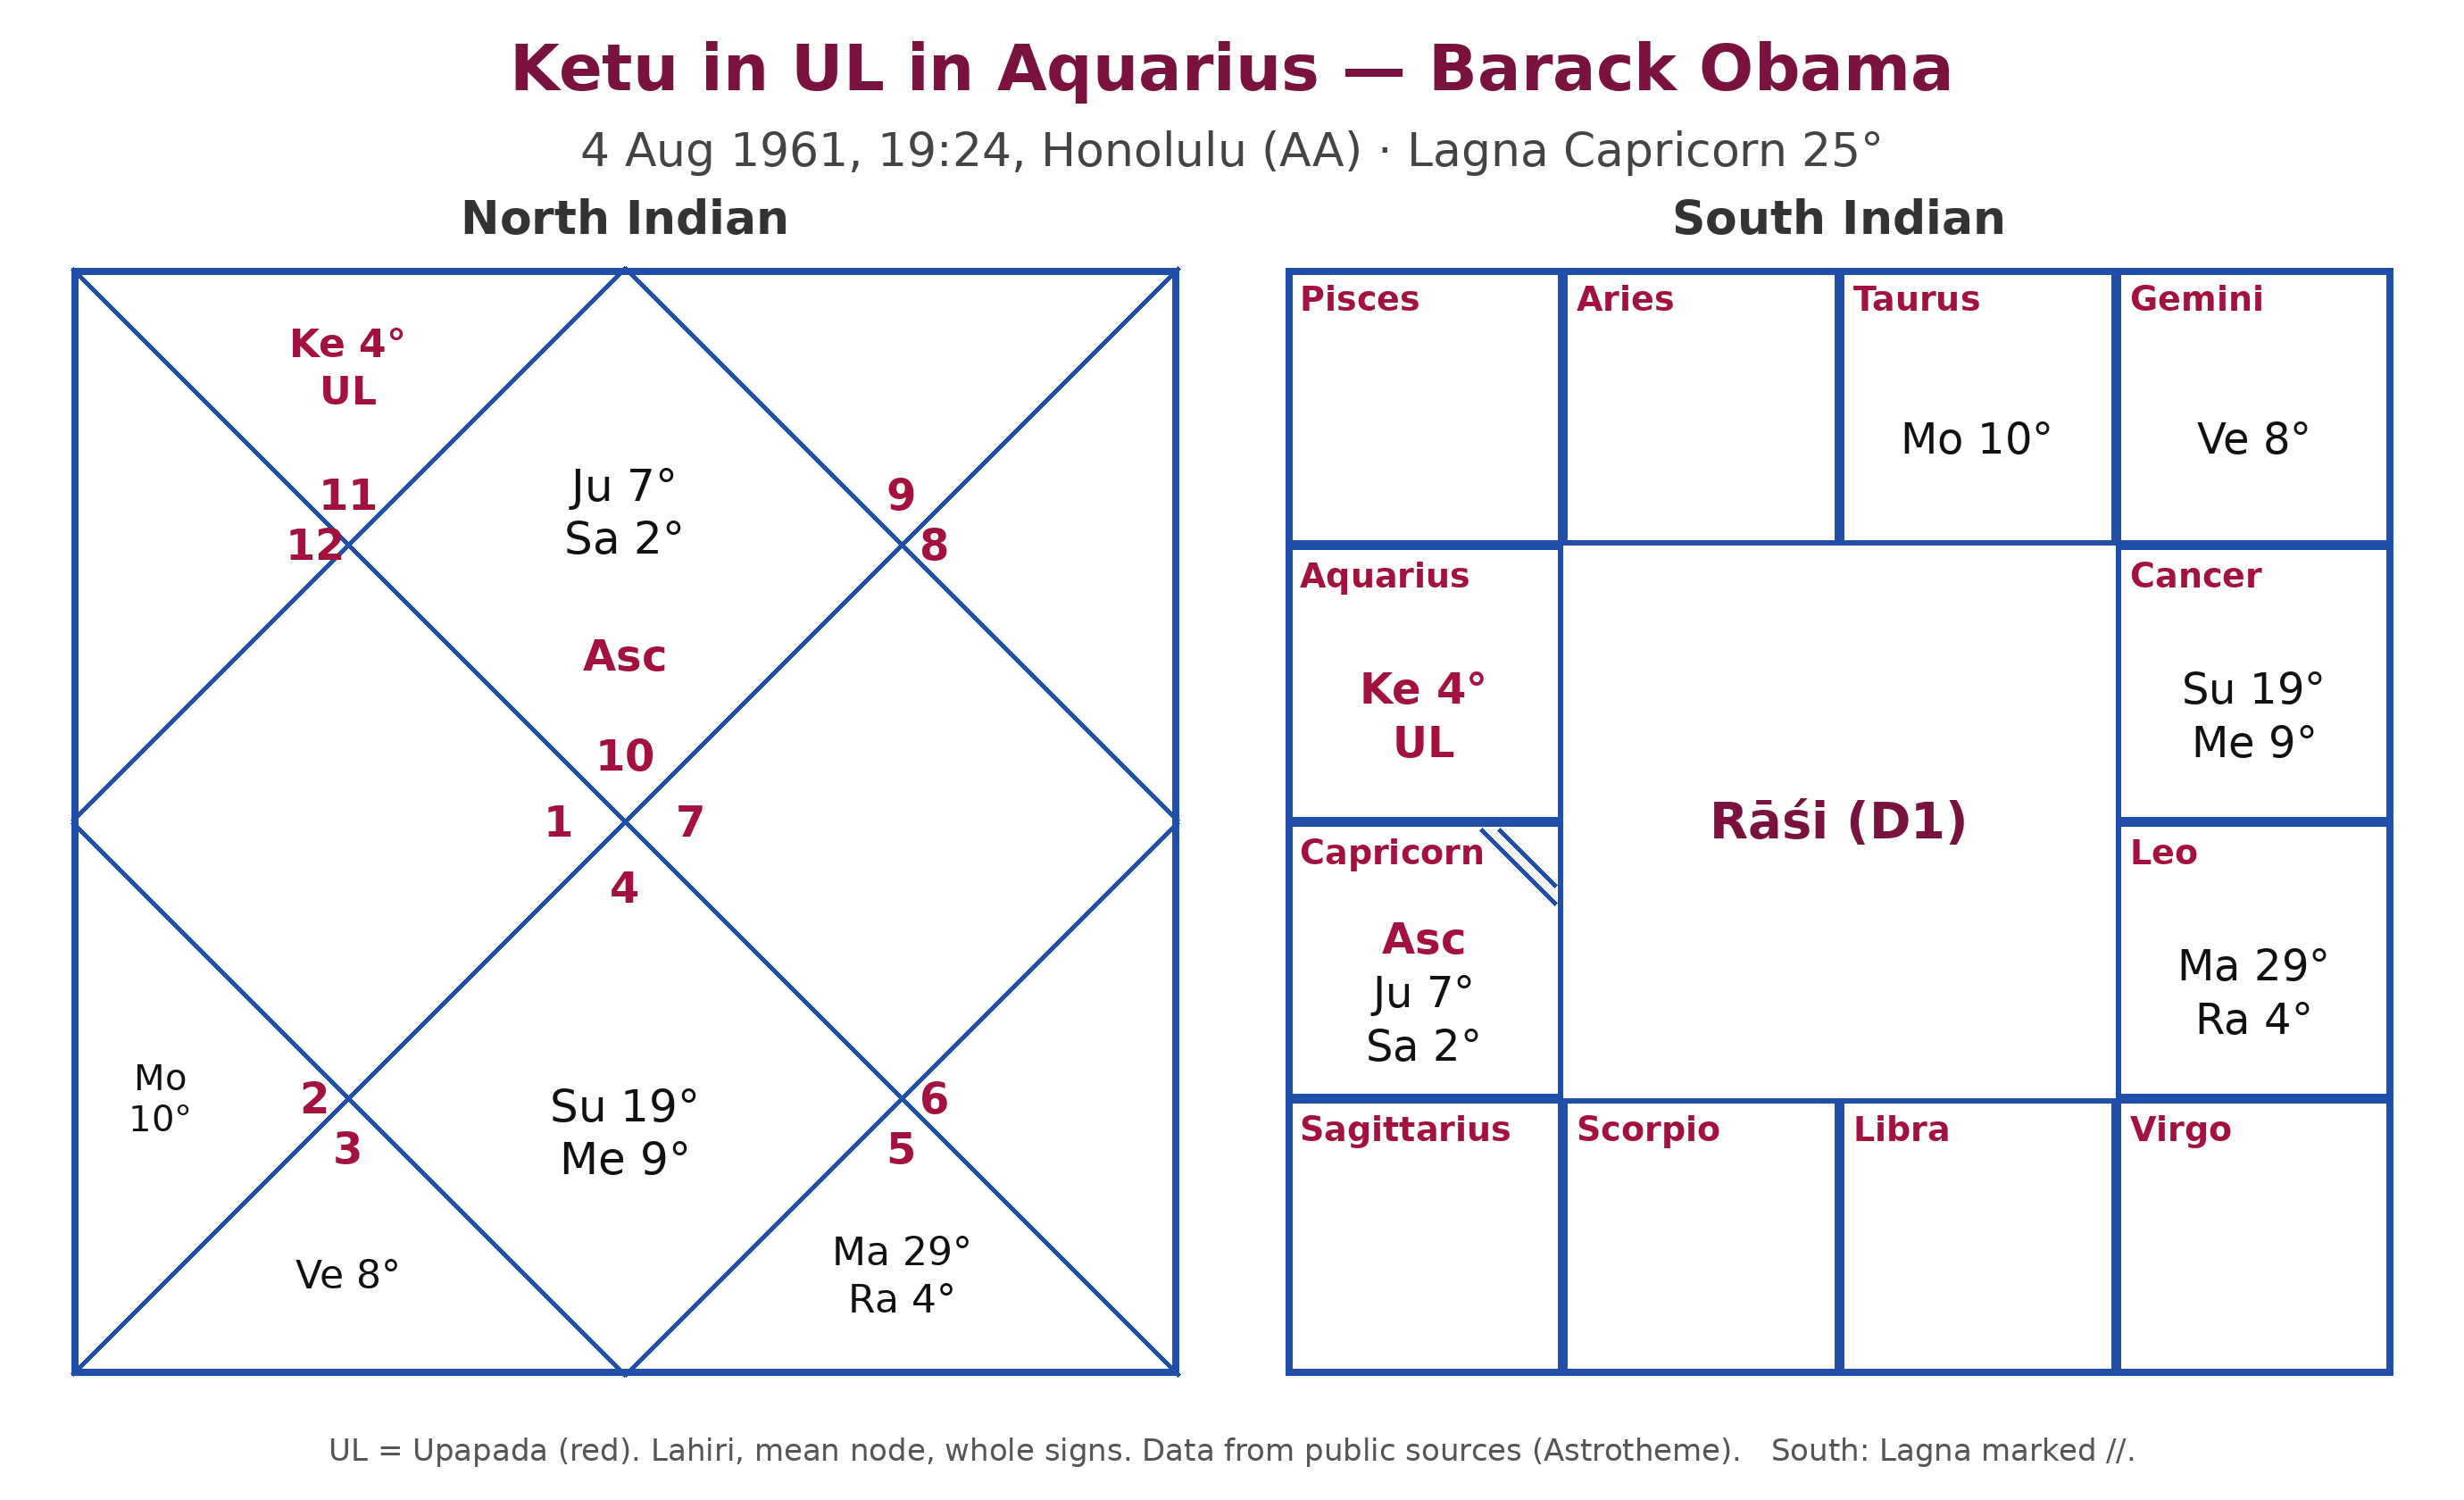 Ketu in UL in Aquarius — Barack Obama
4 Aug 1961, 19:24, Honolulu (AA) · Lagna Capricorn 25°
North Indian
Ke 4°
UL
11
12
Ju 7°
Sa 2°
Asc
10
9
8
1
7
4
Mo
10°
2
3
Ve 8°
Su 19°
Me 9°
6
5
Ma 29°
Ra 4°
South Indian
Pisces
Aries
Taurus
Mo 10°
Gemini
Ve 8°
Aquarius
Ke 4°
UL
Cancer
Su 19°
Me 9°
Rāśi (D1)
Capricorn
Asc
Ju 7°
Sa 2°
Leo
Ma 29°
Ra 4°
Sagittarius
Scorpio
Libra
Virgo
UL = Upapada (red). Lahiri, mean node, whole signs. Data from public sources (Astrotheme). South: Lagna marked //.